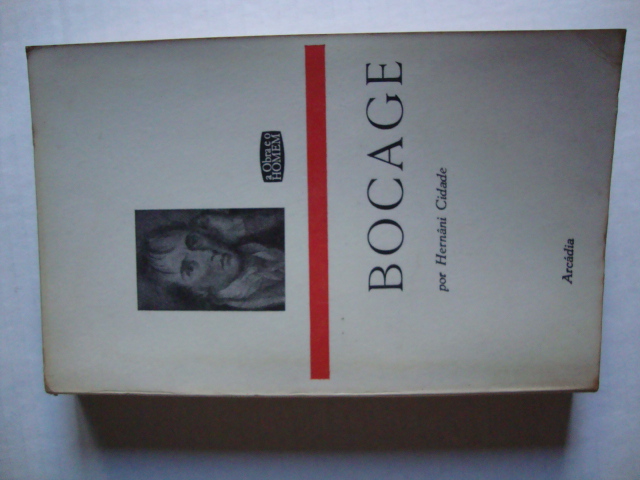 a Obra e o
HOMEM
BOCAGE
por Hernâni Cidade
Arcádia